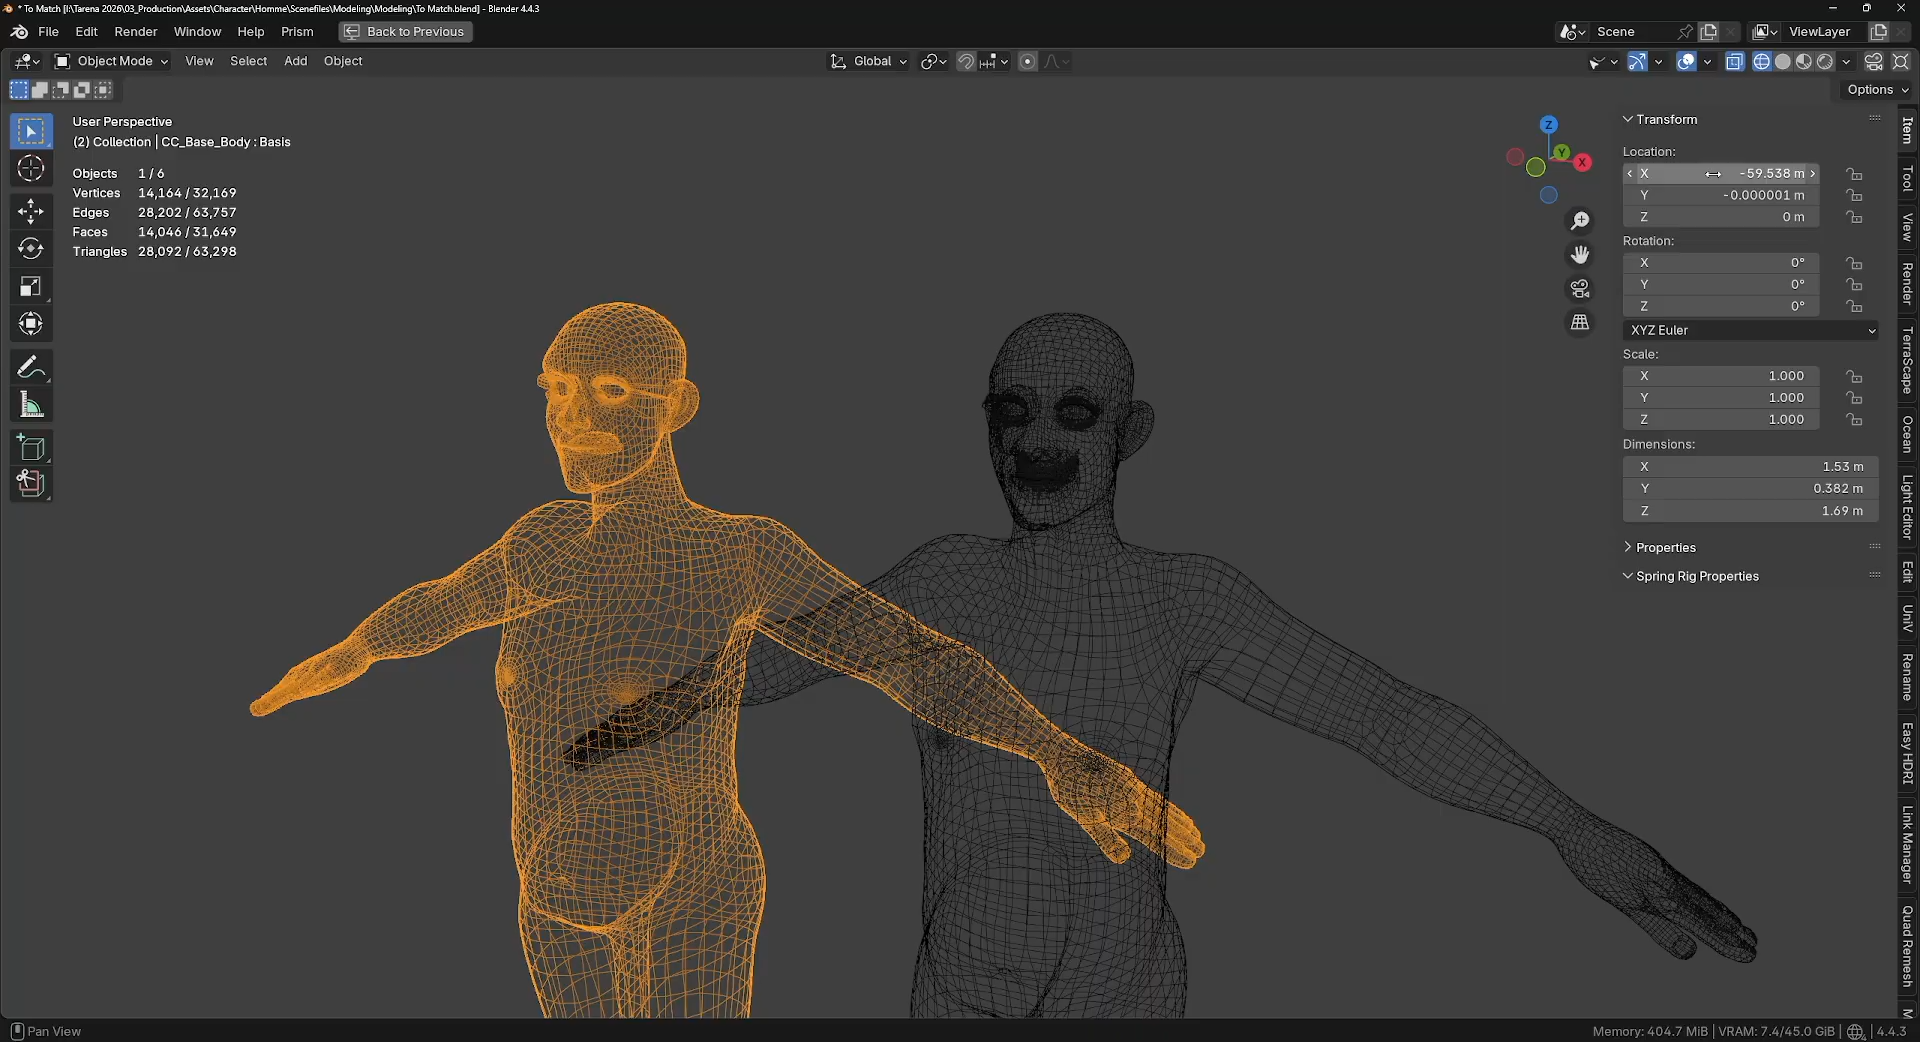 * To Match [I:\Tarena 2026\03_Production\Assets\Character\Homme\Scenefiles\Modeling\Modeling\To Match.blend] - Blender 4.4.3
File Edit Render Window Help Prism Back to Previous
Scene
ViewLayer
Object Mode View Select Add Object
Global
Options
User Perspective
(2) Collection | CC_Base_Body : Basis
Objects 1 / 6
Vertices 14,164 / 32,169
Edges 28,202 / 63,757
Faces 14,046 / 31,649
Triangles 28,092 / 63,298
Z
Y
X
Transform
Location:
X -59.538 m
Y -0.000001 m
Z 0 m
Rotation:
X 0°
Y 0°
Z 0°
XYZ Euler
Scale:
X 1.000
Y 1.000
Z 1.000
Dimensions:
X 1.53 m
Y 0.382 m
Z 1.69 m
Properties
Spring Rig Properties
Item
Tool
View
Render
TerraScape
Ocean
Light Editor
Edit
UniV
Rename
Easy HDRI
Link Manager
Quad Remesh
Pan View
Memory: 404.7 MiB | VRAM: 7.4/45.0 GiB | 4.4.3